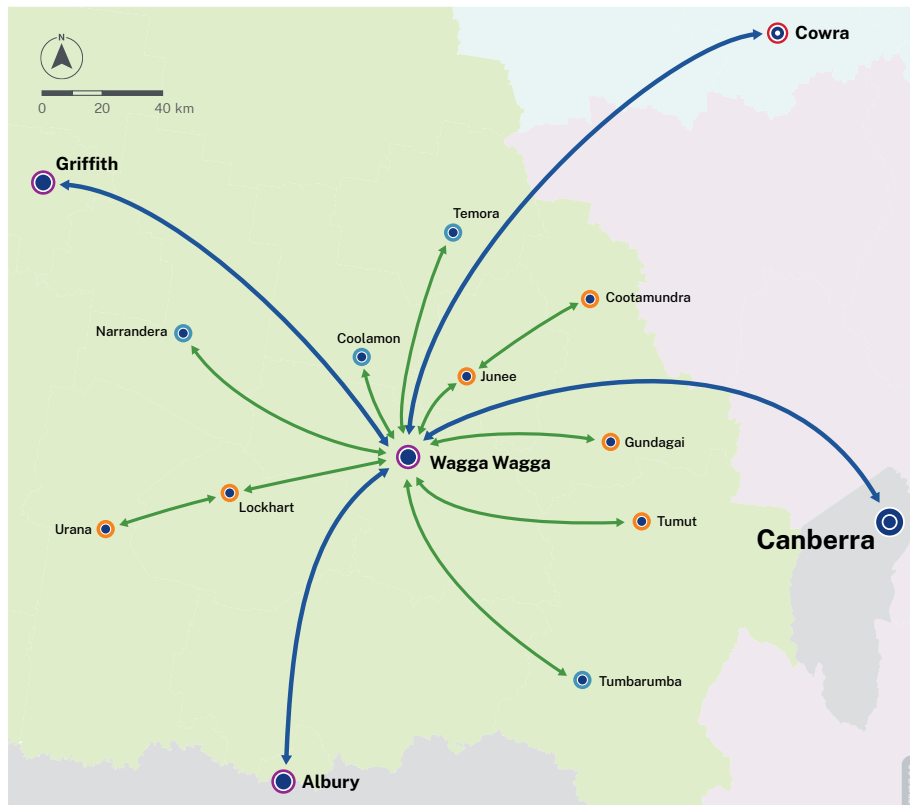 Cowra
N
0 20 40 km
Griffith
Temora
Cootamundra
Narrandera
Coolamon
Junee
Gundagai
Wagga Wagga
Lockhart
Urana
Tumut
Canberra
Tumbarumba
Albury